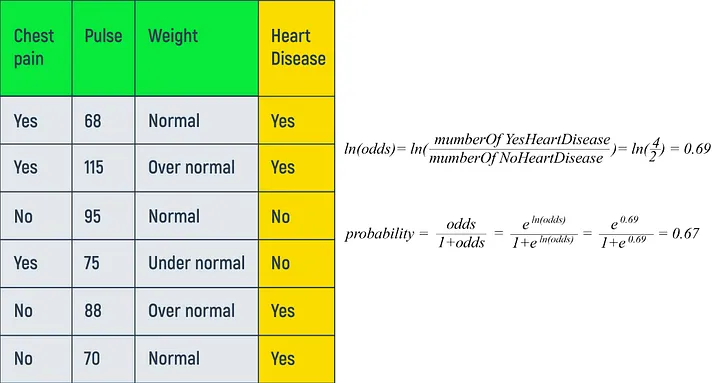 Chest pain Pulse Weight Heart Disease
Yes 68 Normal Yes
Yes 115 Over normal Yes
No 95 Normal No
Yes 75 Under normal No
No 88 Over normal Yes
No 70 Normal Yes
ln(odds)= ln( mumberOf YesHeartDisease / mumberOf NoHeartDisease )= ln( 4 / 2 ) = 0.69
probability = odds / 1+odds = e ln(odds) / 1+e ln(odds) = e 0.69 / 1+e 0.69 = 0.67